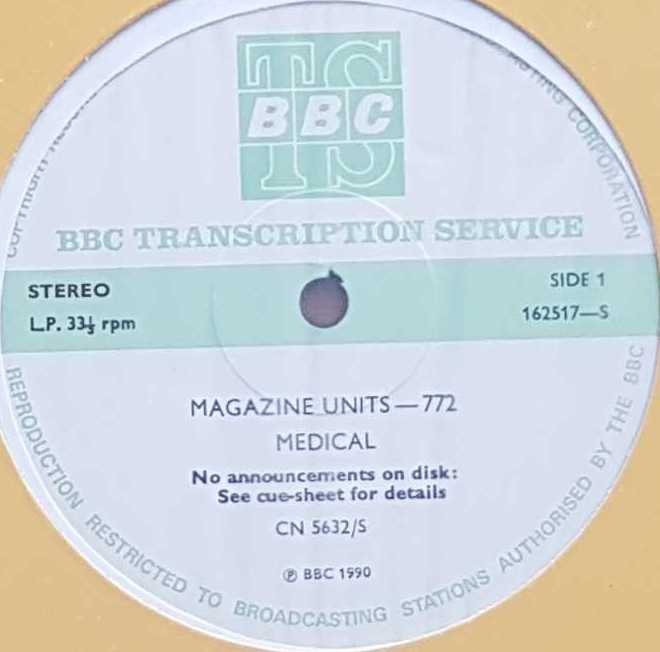 TS
BBC
BBC TRANSCRIPTION SERVICE
STEREO
SIDE 1
L.P. 33⅓ rpm
162517—S
MAGAZINE UNITS—772
MEDICAL
No announcements on disk:
See cue-sheet for details
CN 5632/S
℗ BBC 1990
COPYRIGHT
CORPORATION
REPRODUCTION RESTRICTED TO BROADCASTING STATIONS AUTHORISED BY THE BBC